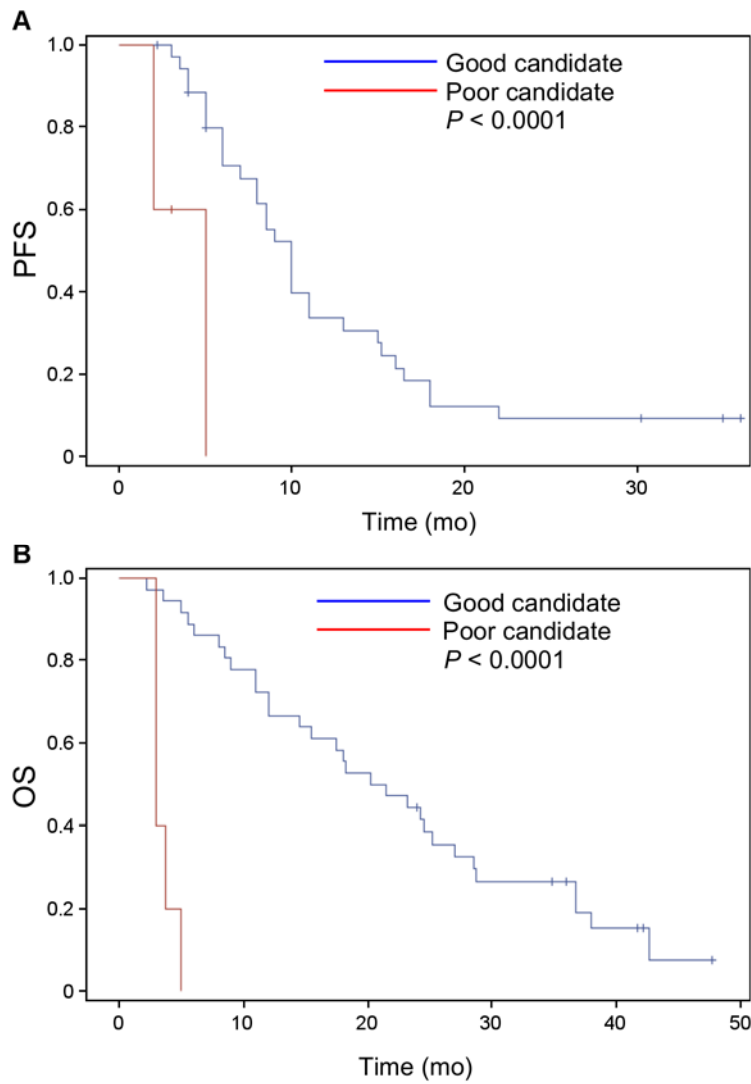 A
1.0
0.8
0.6
0.4
0.2
0
PFS
Good candidate
Poor candidate
P < 0.0001
0 10 20 30
Time (mo)
B
1.0
0.8
0.6
0.4
0.2
0
OS
Good candidate
Poor candidate
P < 0.0001
0 10 20 30 40 50
Time (mo)